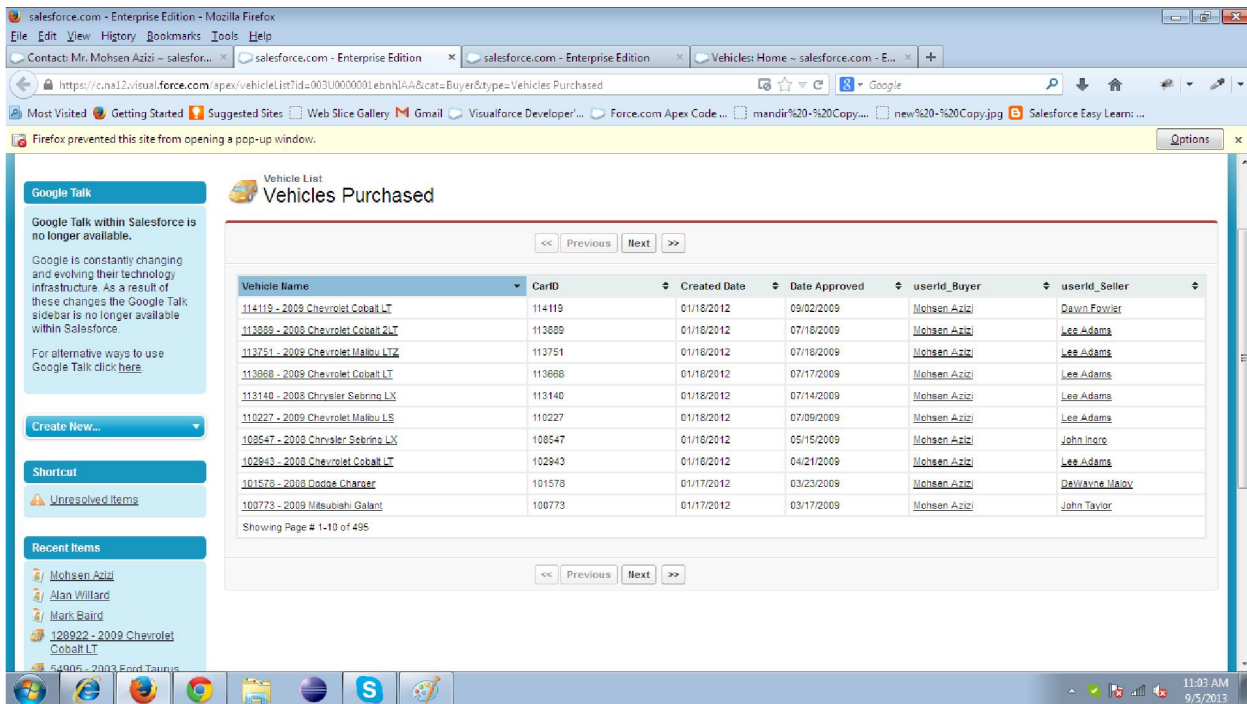 salesforce.com - Enterprise Edition - Mozilla Firefox
File Edit View History Bookmarks Tools Help
Contact: Mr. Mohsen Azizi ~ salesfor... × salesforce.com - Enterprise Edition × salesforce.com - Enterprise Edition × Vehicles: Home ~ salesforce.com - E... × +
https://c.na12.visual.force.com/apex/vehicleList?id=003U0000001ebnhIAA&cat=Buyer&type=Vehicles Purchased Google
Most Visited Getting Started Suggested Sites Web Slice Gallery Gmail Visualforce Developer'... Force.com Apex Code ... mandir%20-%20Copy.... new%20-%20Copy.jpg Salesforce Easy Learn: ...
Firefox prevented this site from opening a pop-up window. Options ×
Google Talk
Google Talk within Salesforce is
no longer available.
Google is constantly changing
and evolving their technology
infrastructure. As a result of
these changes the Google Talk
sidebar is no longer available
within Salesforce.
For alternative ways to use
Google Talk click here.
Create New...
Shortcut
Unresolved Items
Recent Items
Mohsen Azizi
Alan Willard
Mark Baird
128922 - 2009 Chevrolet
Cobalt LT
54905 - 2003 Ford Taurus
Vehicle List
Vehicles Purchased
<< Previous Next >>
Vehicle Name CarID Created Date Date Approved userId_Buyer userId_Seller
114119 - 2009 Chevrolet Cobalt LT 114119 01/18/2012 09/02/2009 Mohsen Azizi Dawn Fowler
113889 - 2008 Chevrolet Cobalt 2LT 113889 01/18/2012 07/18/2009 Mohsen Azizi Lee Adams
113751 - 2009 Chevrolet Malibu LTZ 113751 01/18/2012 07/18/2009 Mohsen Azizi Lee Adams
113668 - 2009 Chevrolet Cobalt LT 113668 01/18/2012 07/17/2009 Mohsen Azizi Lee Adams
113140 - 2008 Chrysler Sebring LX 113140 01/18/2012 07/14/2009 Mohsen Azizi Lee Adams
110227 - 2009 Chevrolet Malibu LS 110227 01/18/2012 07/09/2009 Mohsen Azizi Lee Adams
108547 - 2008 Chrysler Sebring LX 108547 01/18/2012 05/15/2009 Mohsen Azizi John
102943 - 2008 Chevrolet Cobalt LT 102943 01/18/2012 04/21/2009 Mohsen Azizi Lee Adams
101578 - 2008 Dodge Charger 101578 01/17/2012 03/23/2009 Mohsen Azizi DeWayne Maloy
100773 - 2009 Mitsubishi Galant 100773 01/17/2012 03/17/2009 Mohsen Azizi John Taylor
Showing Page # 1-10 of 495
<< Previous Next >>
11:03 AM
9/5/2013